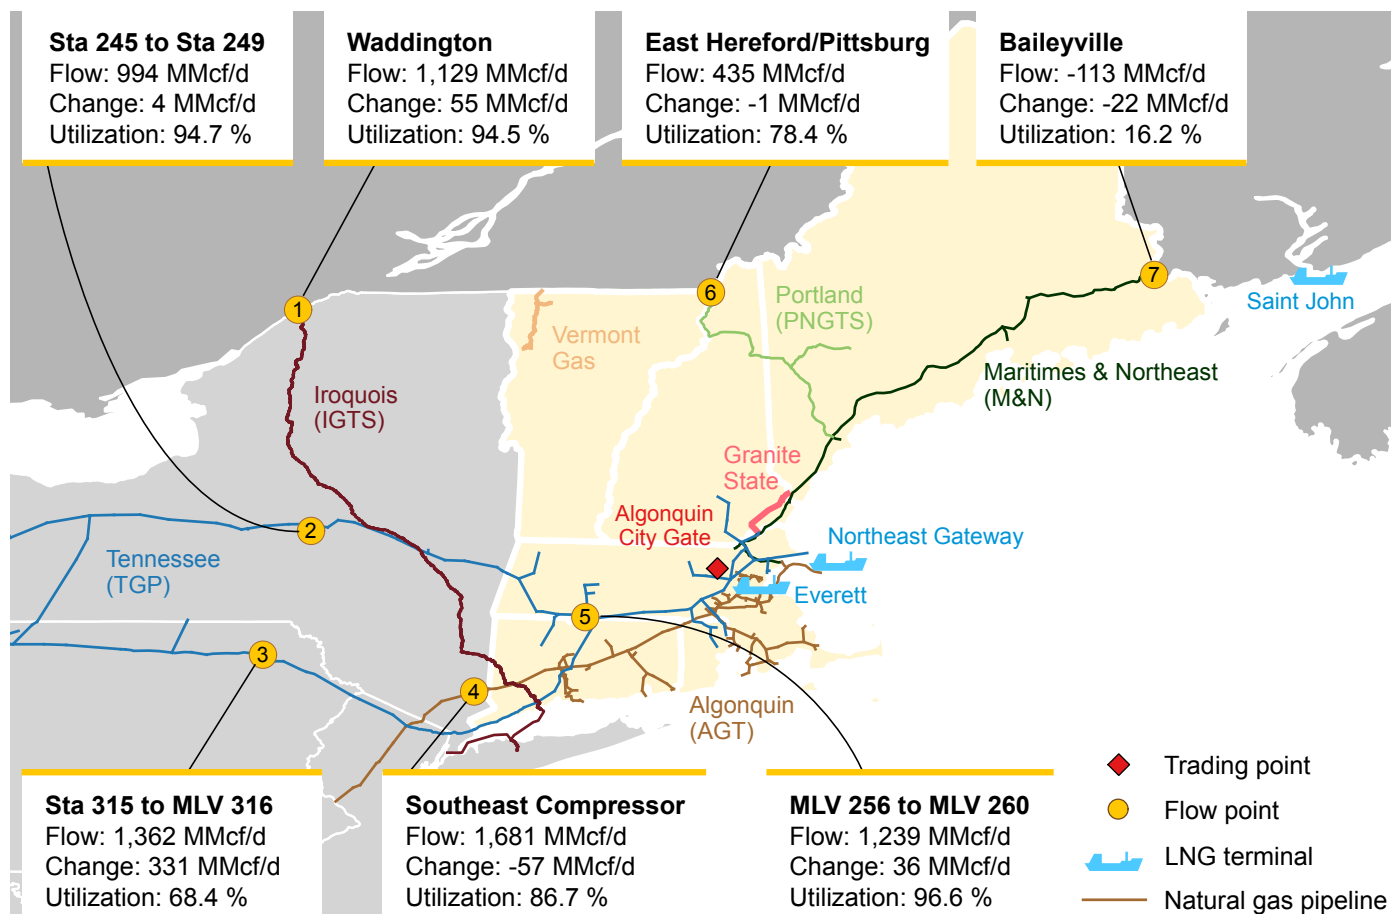 Sta 245 to Sta 249
Flow: 994 MMcf/d
Change: 4 MMcf/d
Utilization: 94.7 %
Waddington
Flow: 1,129 MMcf/d
Change: 55 MMcf/d
Utilization: 94.5 %
East Hereford/Pittsburg
Flow: 435 MMcf/d
Change: -1 MMcf/d
Utilization: 78.4 %
Baileyville
Flow: -113 MMcf/d
Change: -22 MMcf/d
Utilization: 16.2 %
7
6
1
Saint John
Portland
(PNGTS)
Vermont
Gas
Maritimes & Northeast
(M&N)
Iroquois
(IGTS)
Granite
State
Algonquin
City Gate
2
Northeast Gateway
Tennessee
(TGP)
Everett
5
3
4
Algonquin
(AGT)
Sta 315 to MLV 316
Flow: 1,362 MMcf/d
Change: 331 MMcf/d
Utilization: 68.4 %
Southeast Compressor
Flow: 1,681 MMcf/d
Change: -57 MMcf/d
Utilization: 86.7 %
MLV 256 to MLV 260
Flow: 1,239 MMcf/d
Change: 36 MMcf/d
Utilization: 96.6 %
Trading point
Flow point
LNG terminal
Natural gas pipeline